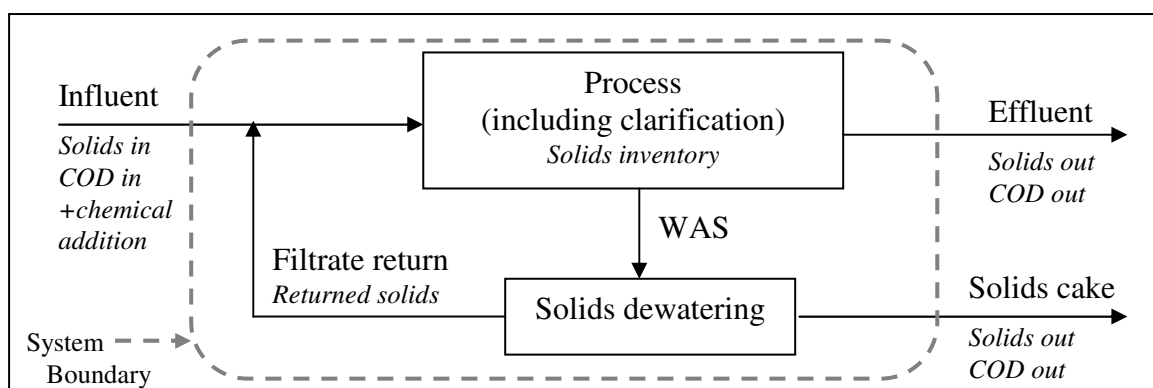 Influent
Solids in
COD in
+chemical
addition
Process
(including clarification)
Solids inventory
Effluent
Solids out
COD out
WAS
Filtrate return
Returned solids
Solids dewatering
Solids cake
Solids out
COD out
System
Boundary